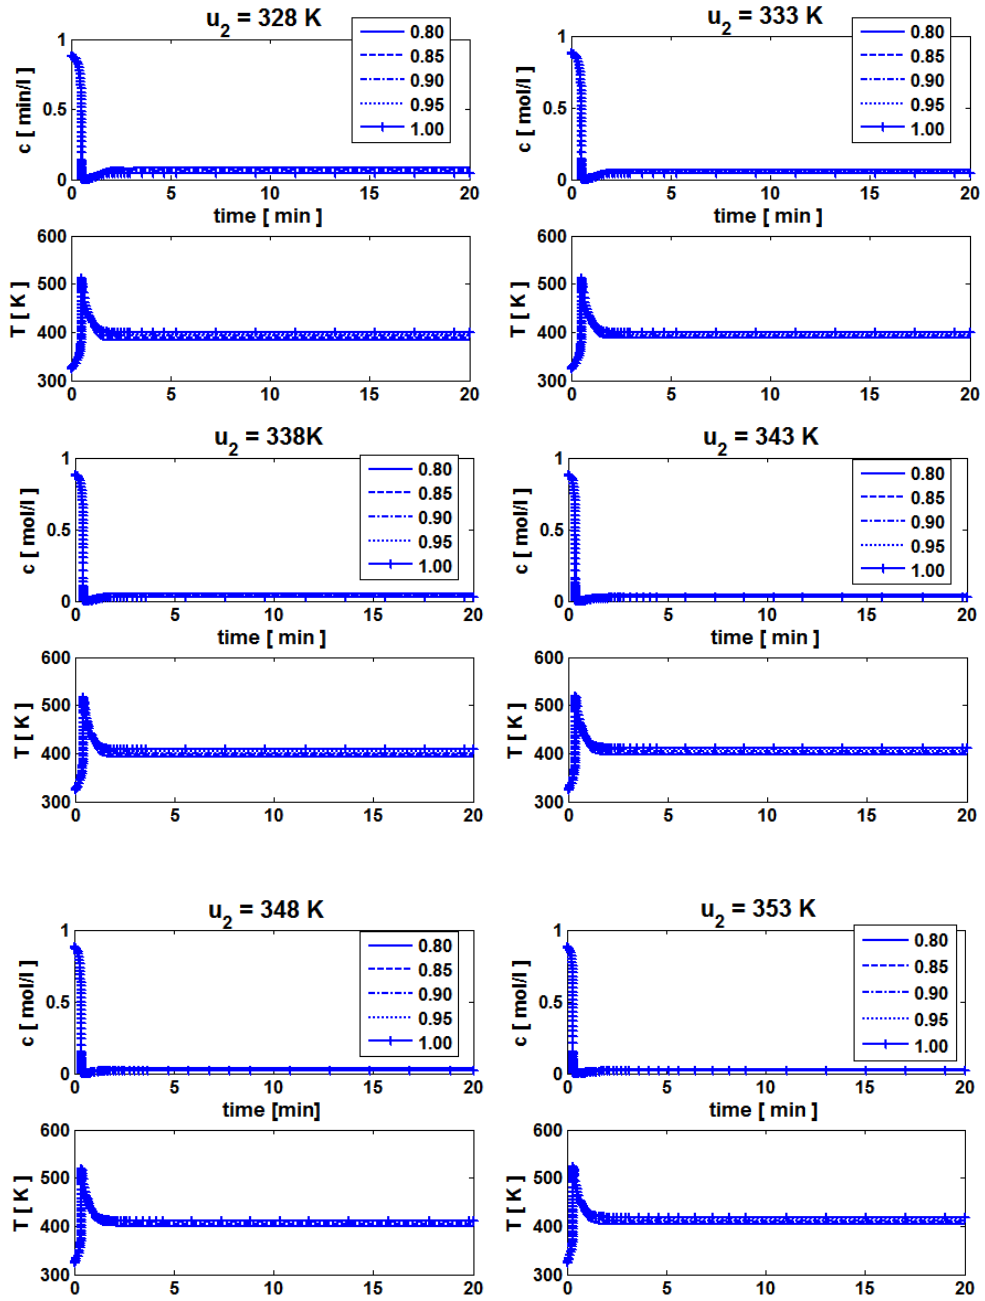 u2 = 328 K
0.80
0.85
0.90
0.95
1.00
c [ min/l ]
1
0.5
0
0 5 10 15 20
time [ min ]
T [ K ]
600
500
400
300
0 5 10 15 20
u2 = 333 K
0.80
0.85
0.90
0.95
1.00
c [ mol/l ]
1
0.5
0
0 5 10 15 20
time [ min ]
T [ K ]
600
500
400
300
0 5 10 15 20
u2 = 338K
0.80
0.85
0.90
0.95
1.00
c [ mol/l ]
1
0.5
0
0 5 10 15 20
time [ min ]
T [ K ]
600
500
400
300
0 5 10 15 20
u2 = 343 K
0.80
0.85
0.90
0.95
1.00
c [ mol/l ]
1
0.5
0
0 5 10 15 20
time [ min ]
T [ K ]
600
500
400
300
0 5 10 15 20
u2 = 348 K
0.80
0.85
0.90
0.95
1.00
c [ mol/l ]
1
0.5
0
0 5 10 15 20
time [min]
T [ K ]
600
500
400
300
0 5 10 15 20
u2 = 353 K
0.80
0.85
0.90
0.95
1.00
c [ mol/l ]
1
0.5
0
0 5 10 15 20
time [ min ]
T [ K ]
600
500
400
300
0 5 10 15 20